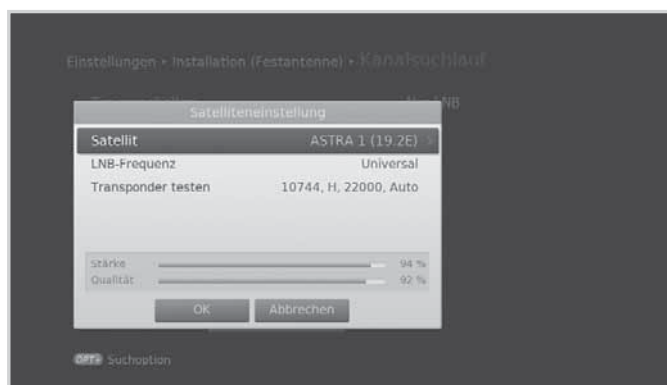 Einstellungen • Installation (Festantenne) • Kanalsuchlauf
LNB
Satelliteneinstellung
Satellit ASTRA 1 (19.2E) >
LNB-Frequenz Universal
Transponder testen 10744, H, 22000, Auto
Stärke 94 %
Qualität 92 %
OK Abbrechen
OPT+ Suchoption